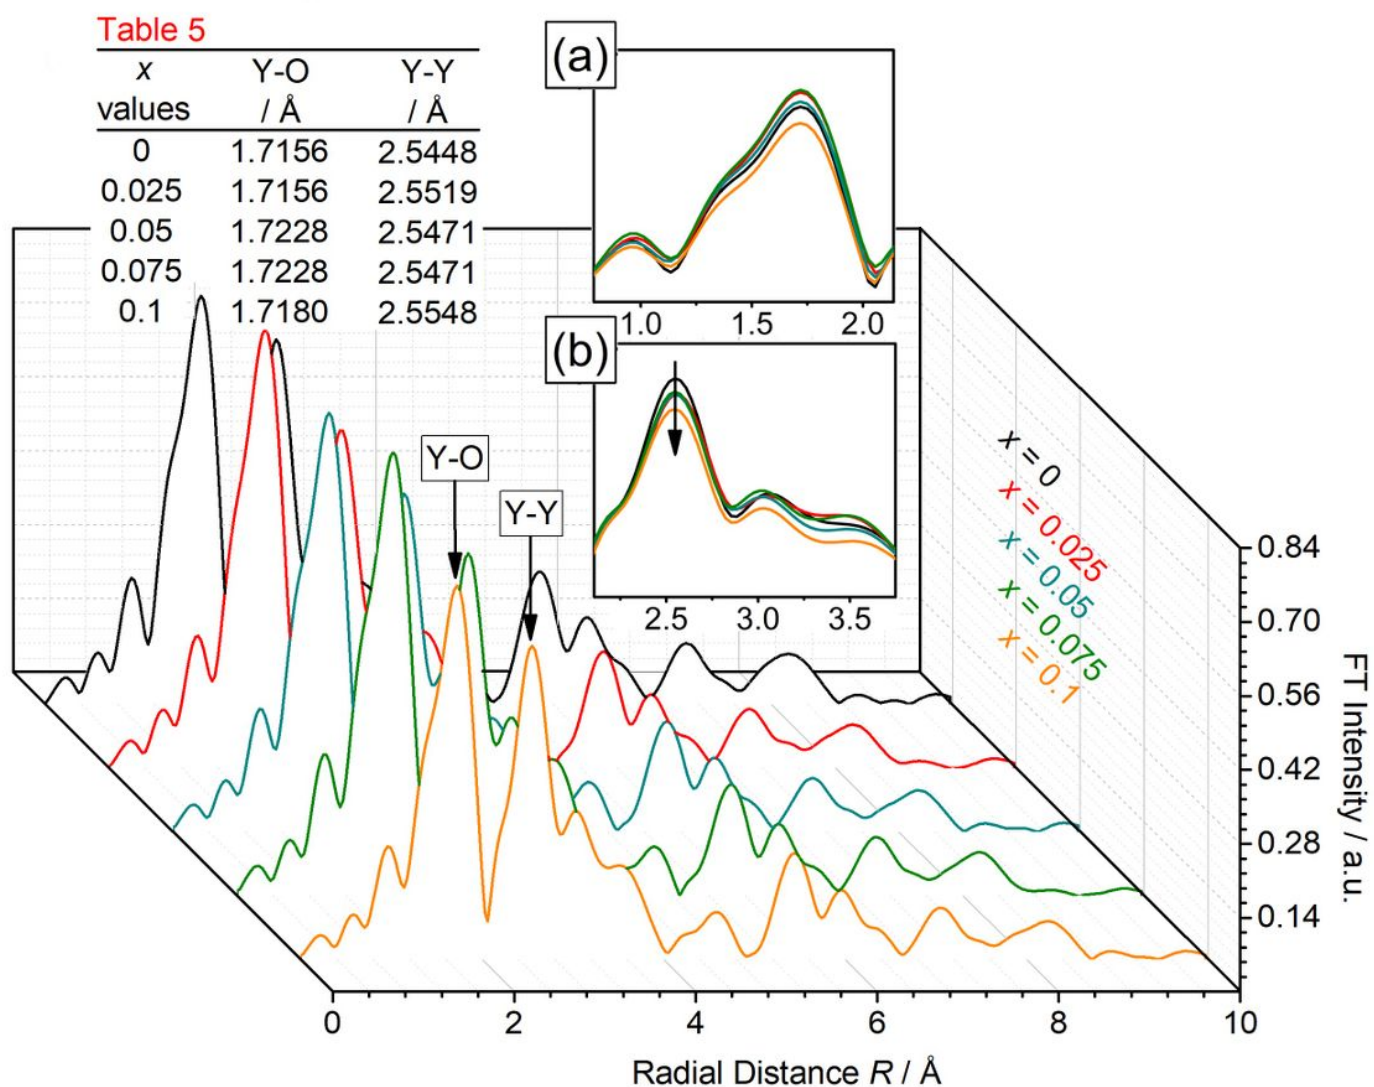 Table 5
x values Y-O / Å Y-Y / Å
0 1.7156 2.5448
0.025 1.7156 2.5519
0.05 1.7228 2.5471
0.075 1.7228 2.5471
0.1 1.7180 2.5548
(a)
1.0 1.5 2.0
(b)
2.5 3.0 3.5
Y-O
Y-Y
x = 0
x = 0.025
x = 0.05
x = 0.075
x = 0.1
0.84
0.70
0.56
0.42
0.28
0.14
FT Intensity / a.u.
0 2 4 6 8 10
Radial Distance R / Å